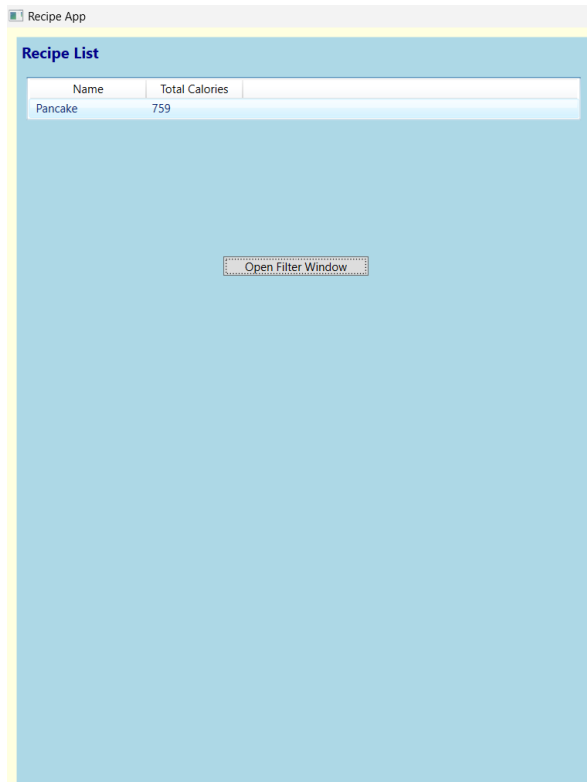 Recipe App
Recipe List
Name Total Calories
Pancake 759
Open Filter Window